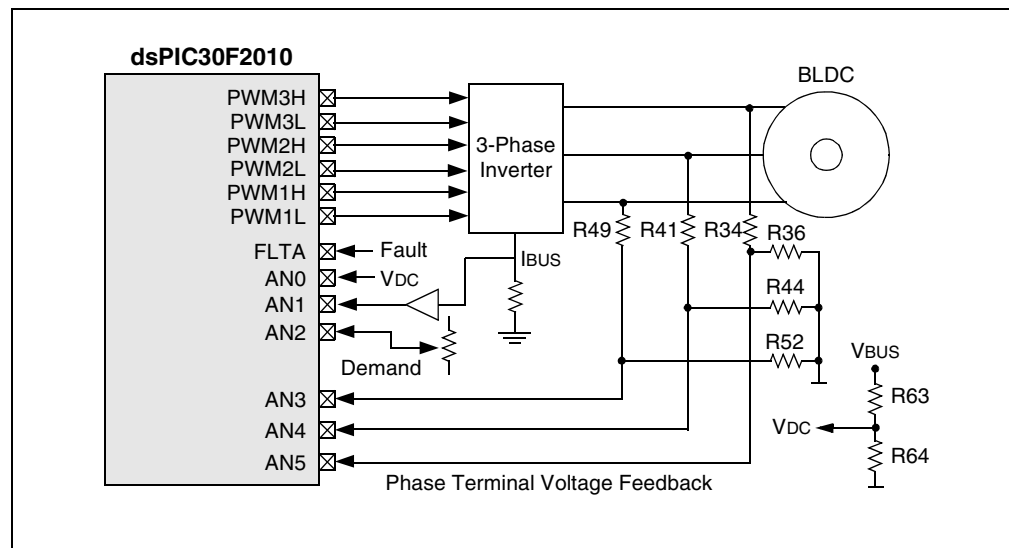 dsPIC30F2010
BLDC
PWM3H
PWM3L
PWM2H
PWM2L
PWM1H
PWM1L
3-Phase
Inverter
R49
R41
R34
R36
FLTA
Fault
IBUS
AN0
VDC
AN1
R44
AN2
Demand
R52
VBUS
R63
AN3
VDC
AN4
R64
AN5
Phase Terminal Voltage Feedback